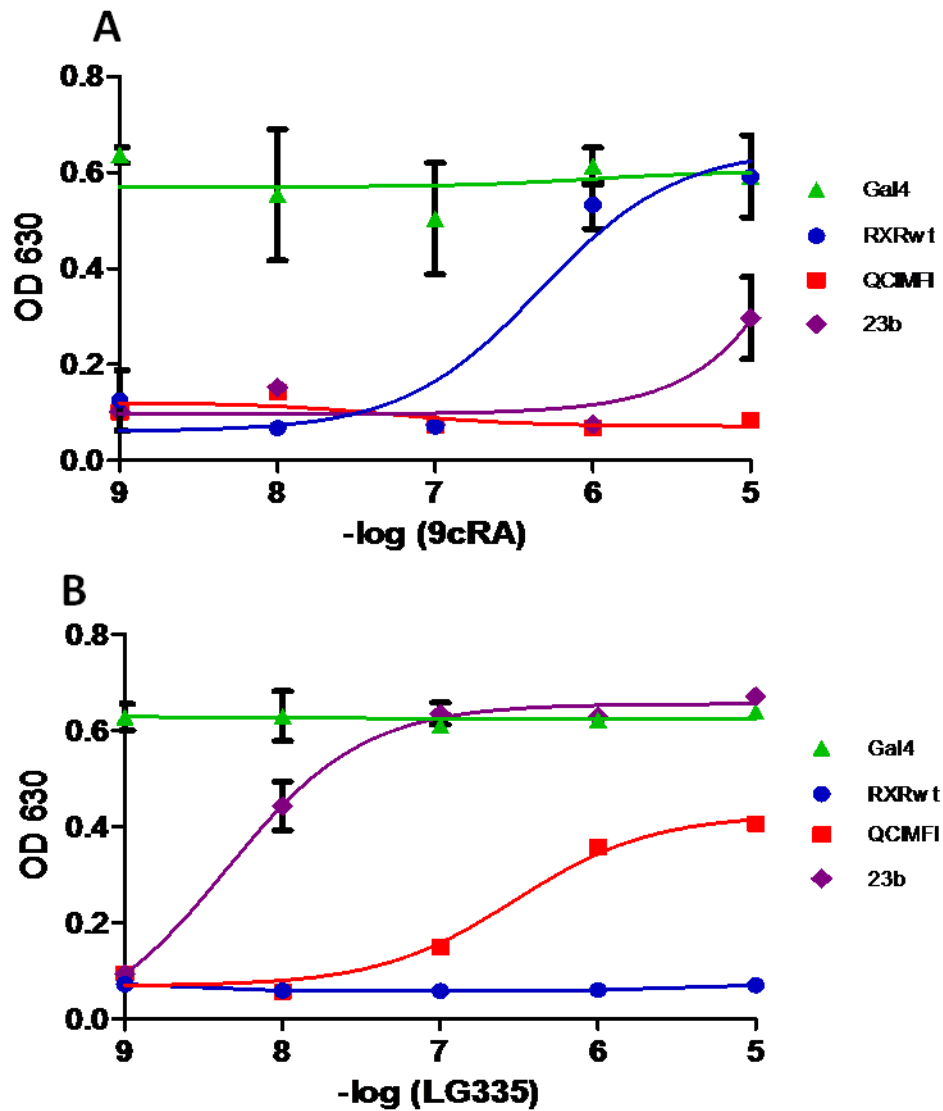 A
0.8
0.6
0.4
0.2
0.0
OD 630
9 8 7 6 5
-log (9cRA)
Gal4
RXRwt
QCIMFI
23b
B
0.8
0.6
0.4
0.2
0.0
OD 630
9 8 7 6 5
-log (LG335)
Gal4
RXRwt
QCIMFI
23b